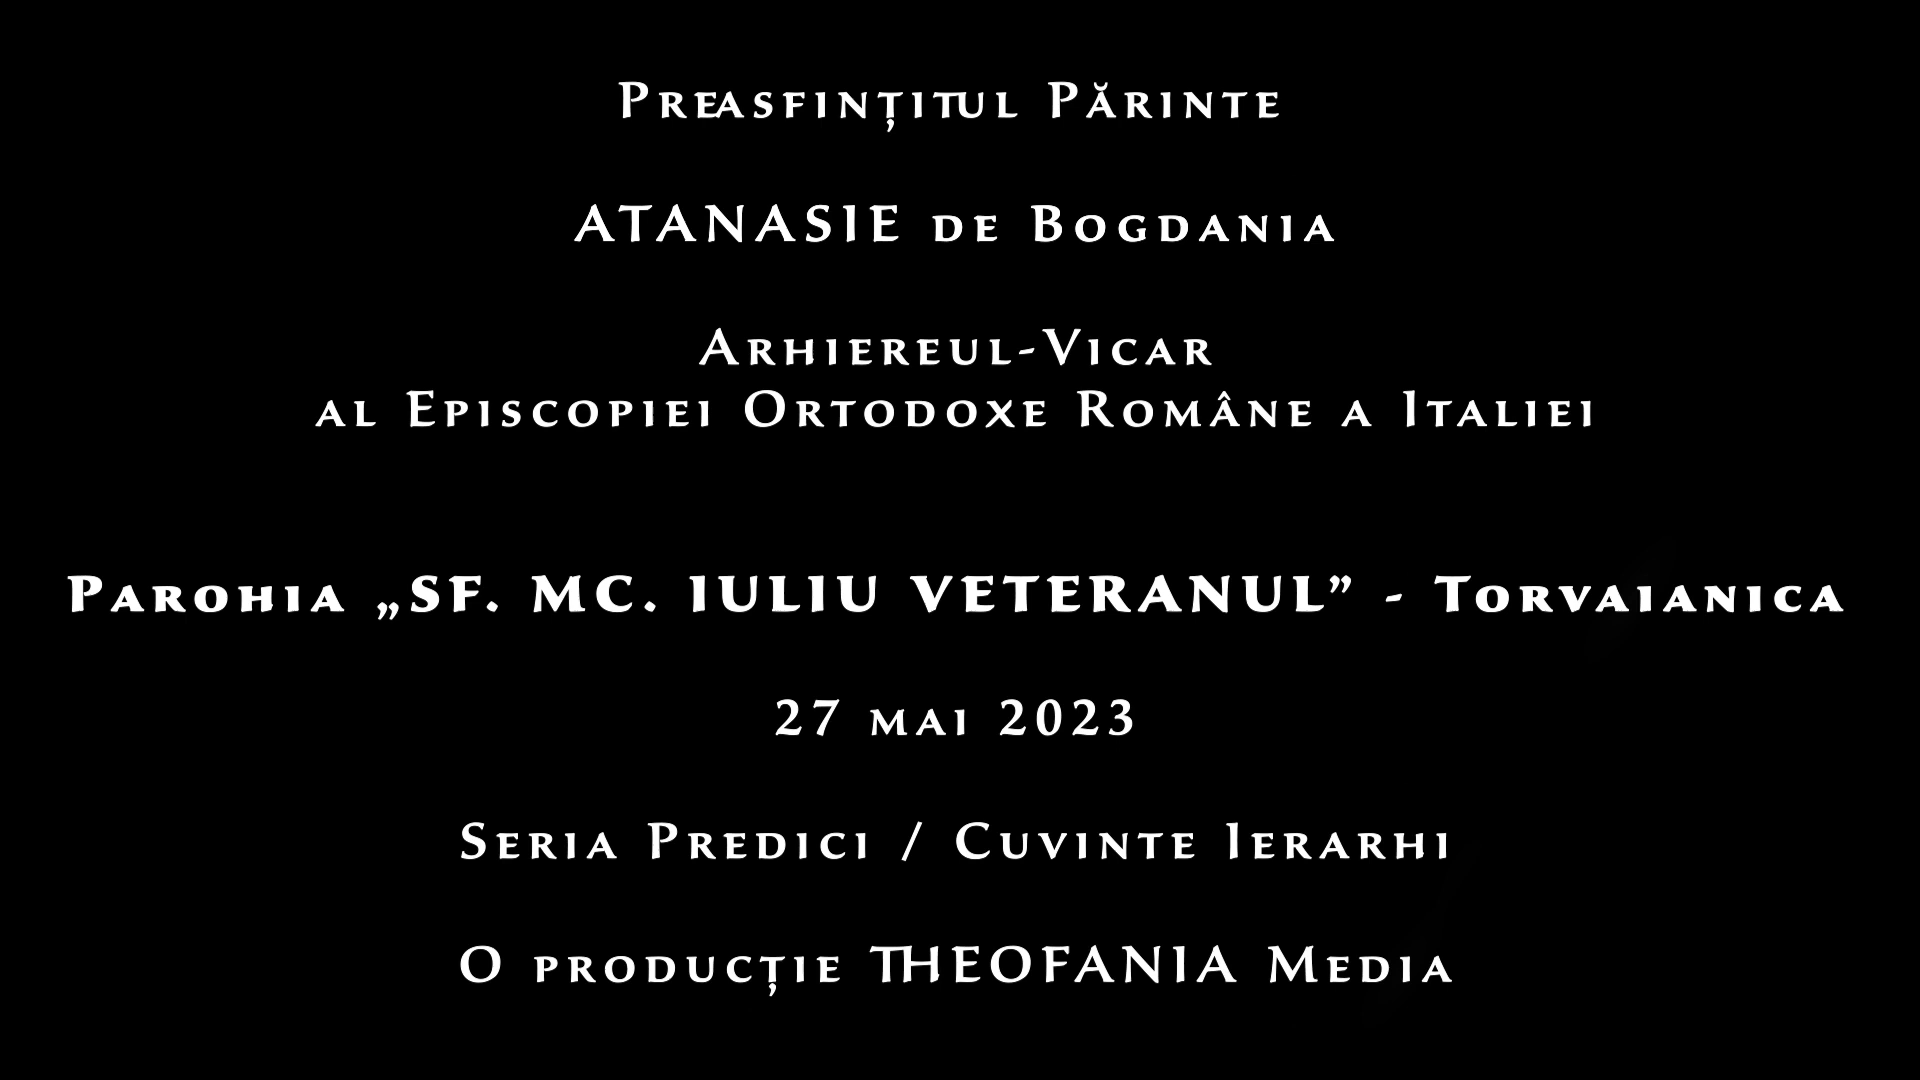 Preasfințitul Părinte
ATANASIE de Bogdania
Arhiereul-Vicar
al Episcopiei Ortodoxe Române a Italiei
Parohia „SF. MC. IULIU VETERANUL” - Torvaianica
27 mai 2023
Seria Predici / Cuvinte Ierarhi
O producție THEOFANIA Media